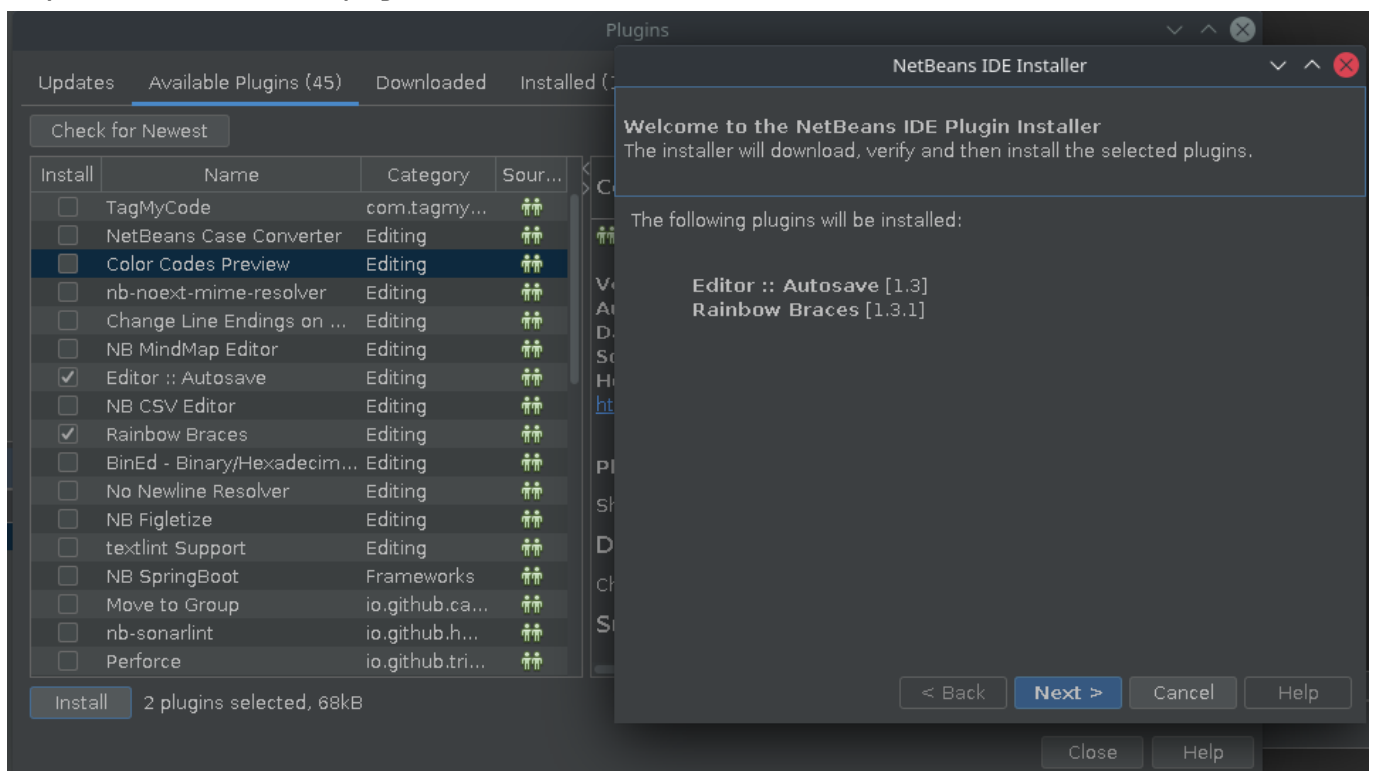 Plugins
Updates Available Plugins (45) Downloaded Installed (
Check for Newest
Install Name Category Sour...
TagMyCode com.tagmy...
NetBeans Case Converter Editing
Color Codes Preview Editing
nb-noext-mime-resolver Editing
Change Line Endings on ... Editing
NB MindMap Editor Editing
Editor :: Autosave Editing
NB CSV Editor Editing
Rainbow Braces Editing
BinEd - Binary/Hexadecim... Editing
No Newline Resolver Editing
NB Figletize Editing
textlint Support Editing
NB SpringBoot Frameworks
Move to Group io.github.ca...
nb-sonarlint io.github.h...
Perforce io.github.tri...
Install 2 plugins selected, 68kB
Close Help
NetBeans IDE Installer
Welcome to the NetBeans IDE Plugin Installer
The installer will download, verify and then install the selected plugins.
The following plugins will be installed:
Editor :: Autosave [1.3]
Rainbow Braces [1.3.1]
< Back Next > Cancel Help